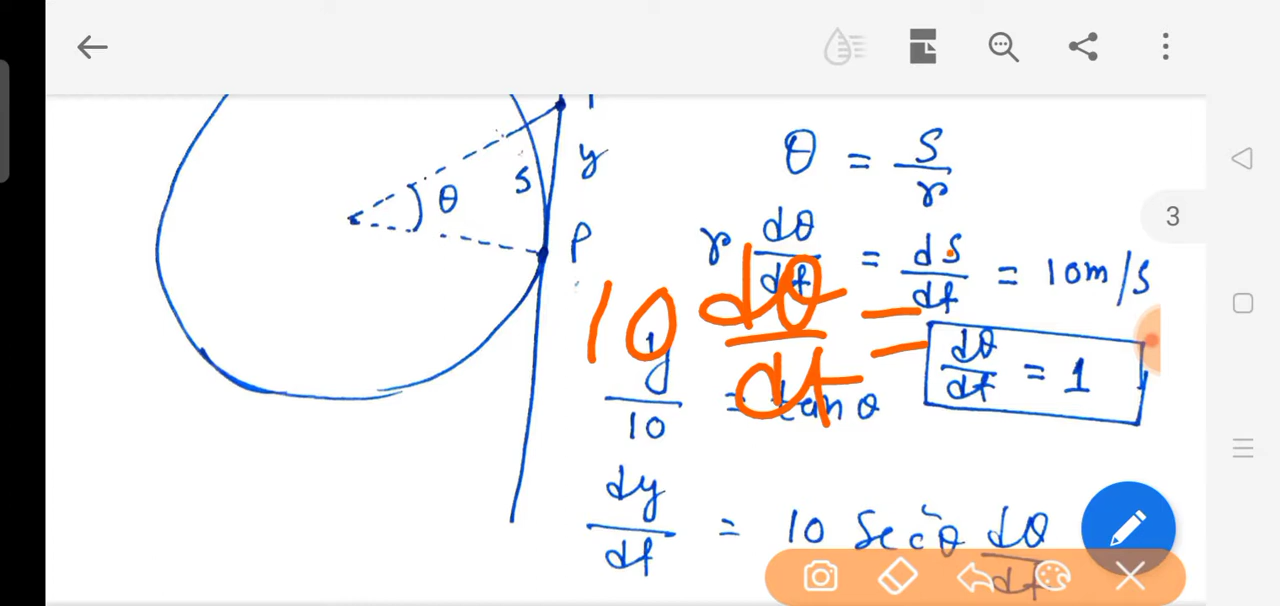 3
θ = S/r
y
S
θ
P
r dθ/dt = dS/dt = 10m/s
10 dθ/dt =
dθ/dt = 1
y/10 = tan θ
dy/dt = 10 Sec²θ dθ/dt